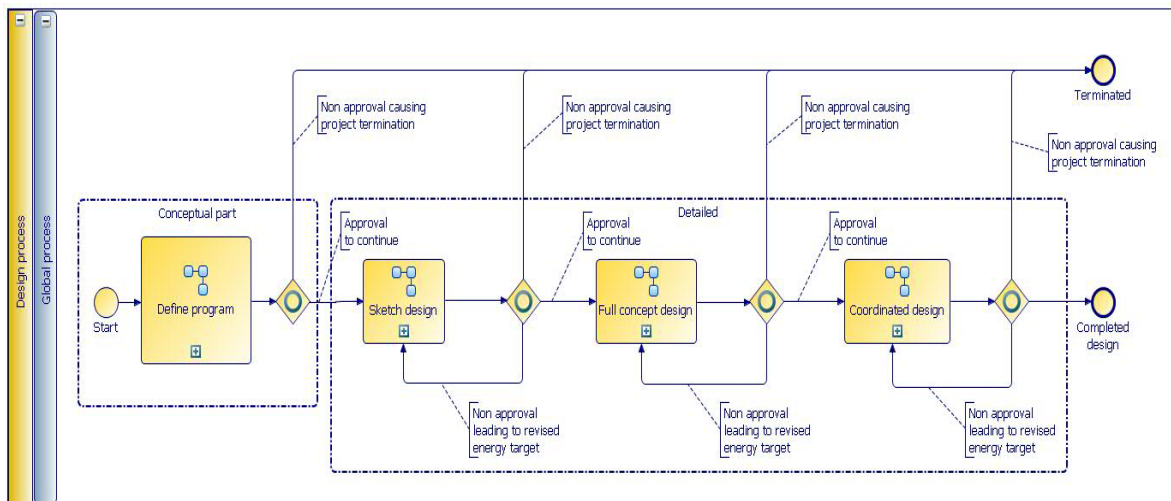 Design process
Global process
Terminated
Non approval causing
project termination
Non approval causing
project termination
Non approval causing
project termination
Non approval causing
project termination
Conceptual part
Detailed
Approval
to continue
Approval
to continue
Approval
to continue
Start
Define program
Sketch design
Full concept design
Coordinated design
Completed
design
Non approval
leading to revised
energy target
Non approval
leading to revised
energy target
Non approval
leading to revised
energy target